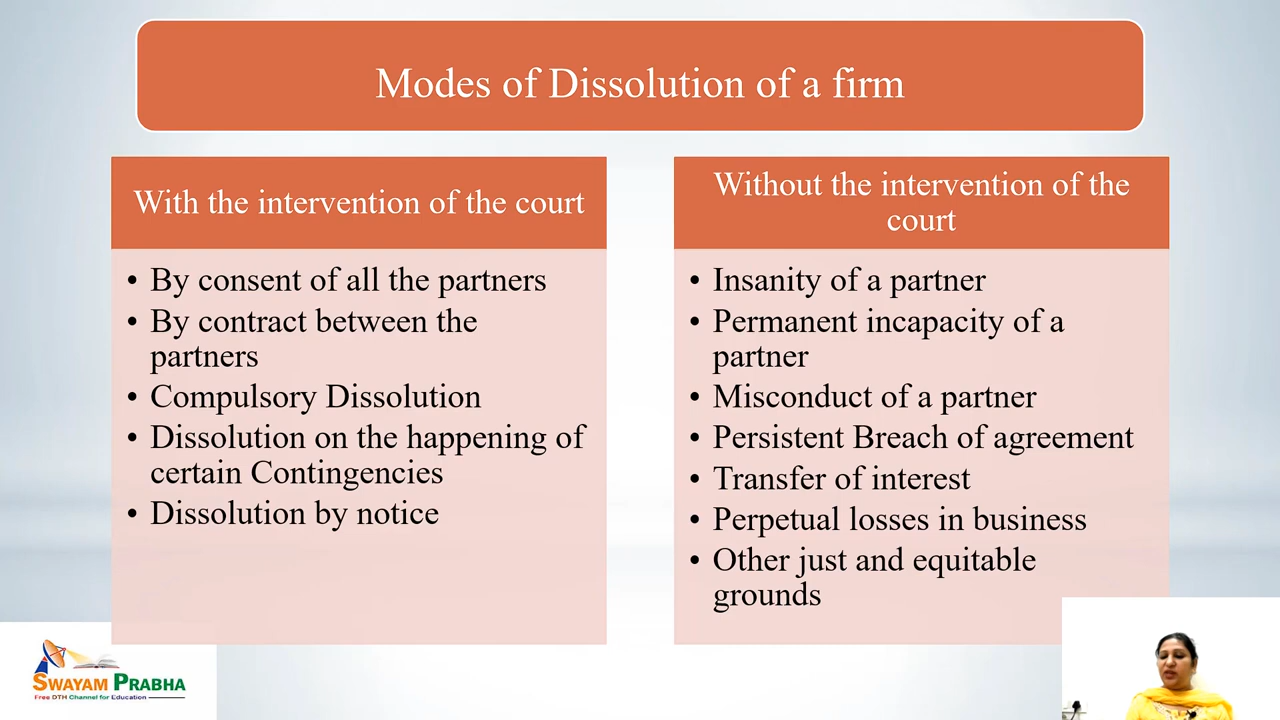 Modes of Dissolution of a firm
With the intervention of the court
• By consent of all the partners
• By contract between the
partners
• Compulsory Dissolution
• Dissolution on the happening of
certain Contingencies
• Dissolution by notice
Without the intervention of the
court
• Insanity of a partner
• Permanent incapacity of a
partner
• Misconduct of a partner
• Persistent Breach of agreement
• Transfer of interest
• Perpetual losses in business
• Other just and equitable
grounds
SWAYAM PRABHA
Free DTH Channel for Education